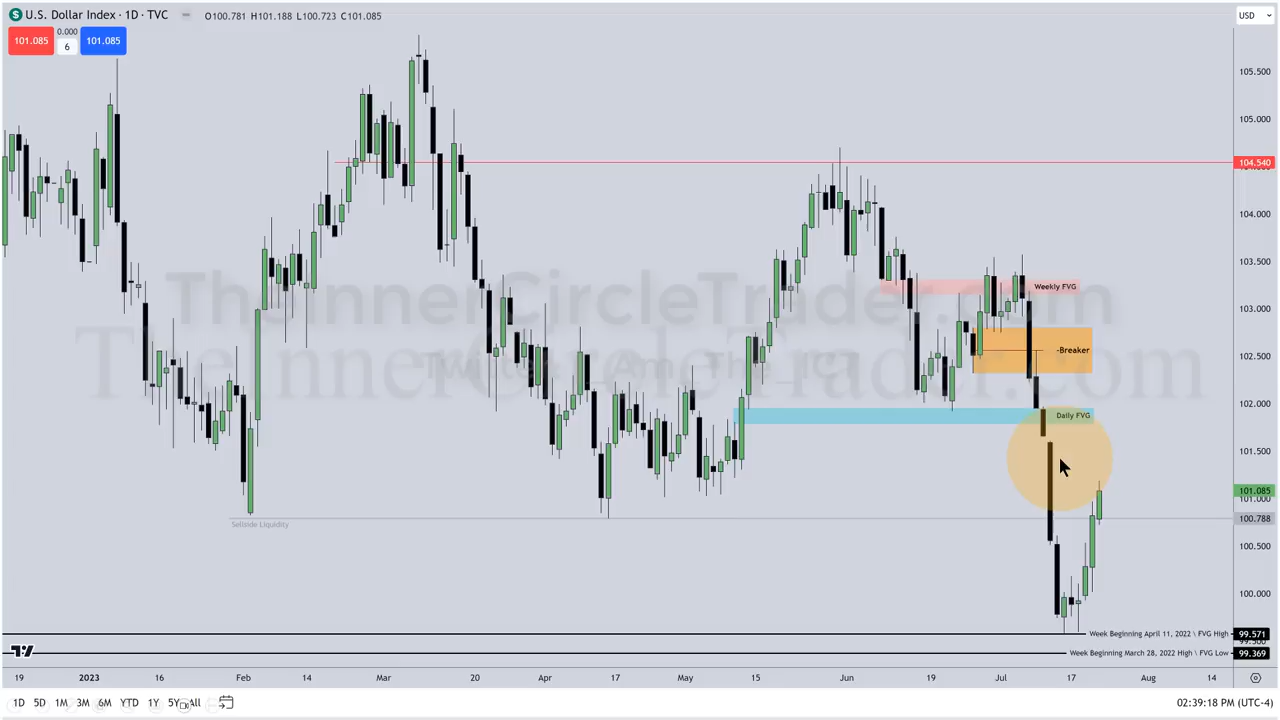 U.S. Dollar Index · 1D · TVC O100.781 H101.188 L100.723 C101.085
USD
101.085 0.000 6 101.085
105.500
105.000
104.540
104.000
103.500
Weekly FVG
103.000
TheInnerCircleTrader.com
TheInnerCircleTrader.com
-Breaker
102.500
102.000
Daily FVG
101.500
101.085
101.000
100.788
Sellside Liquidity
100.500
100.000
Week Beginning April 11, 2022 \ FVG High
99.571
Week Beginning March 28, 2022 High \ FVG Low
99.369
19 2023 16 Feb 14 Mar 20 Apr 17 May 15 Jun Jul 17 Aug 14
1D 5D 1M 3M 6M YTD 1Y 5Y All
02:39:18 PM (UTC-4)